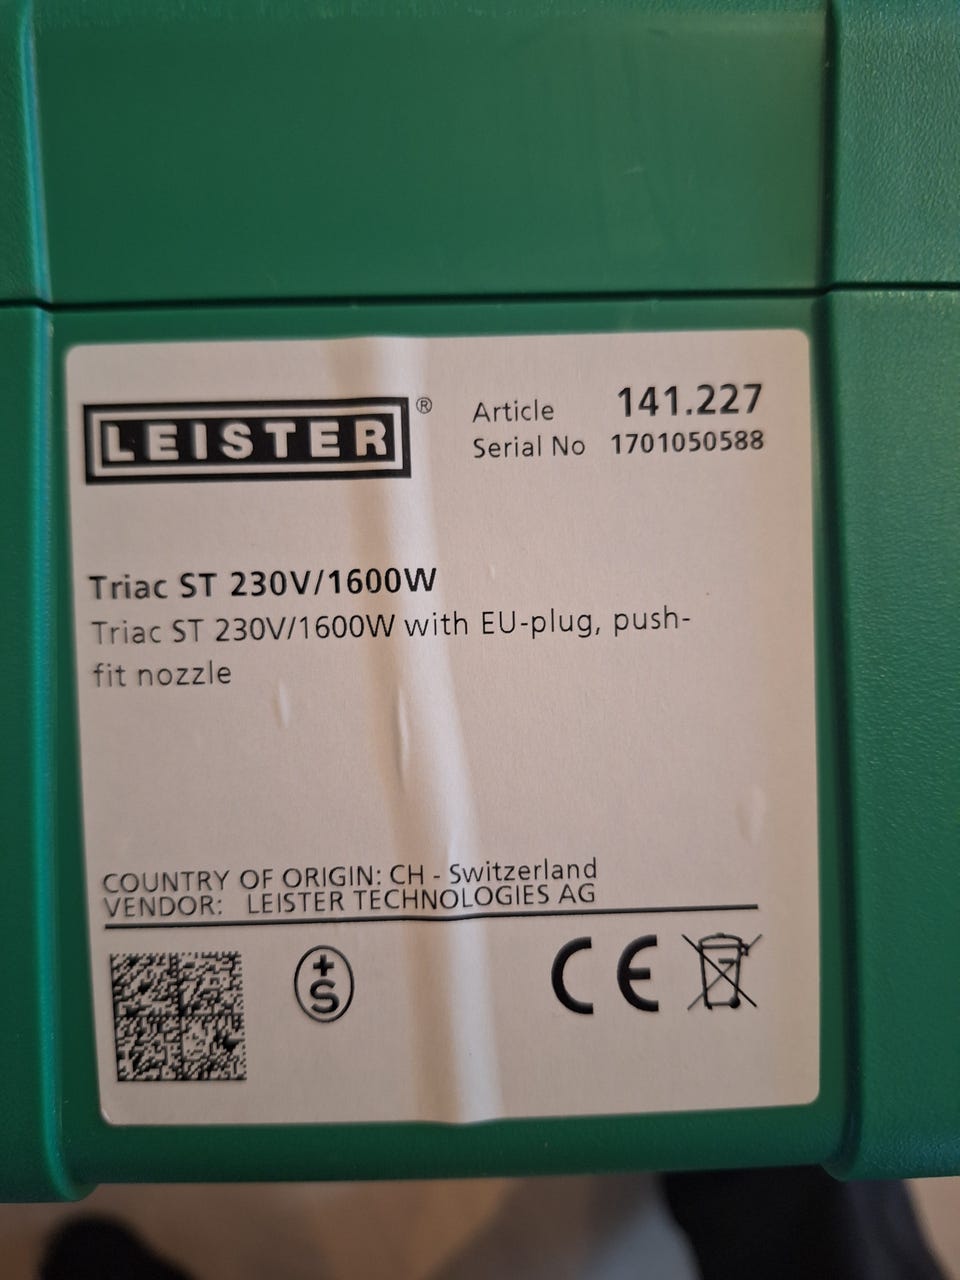 LEISTER®
Article 141.227
Serial No 1701050588
Triac ST 230V/1600W
Triac ST 230V/1600W with EU-plug, push-
fit nozzle
COUNTRY OF ORIGIN: CH - Switzerland
VENDOR: LEISTER TECHNOLOGIES AG
+S
CE